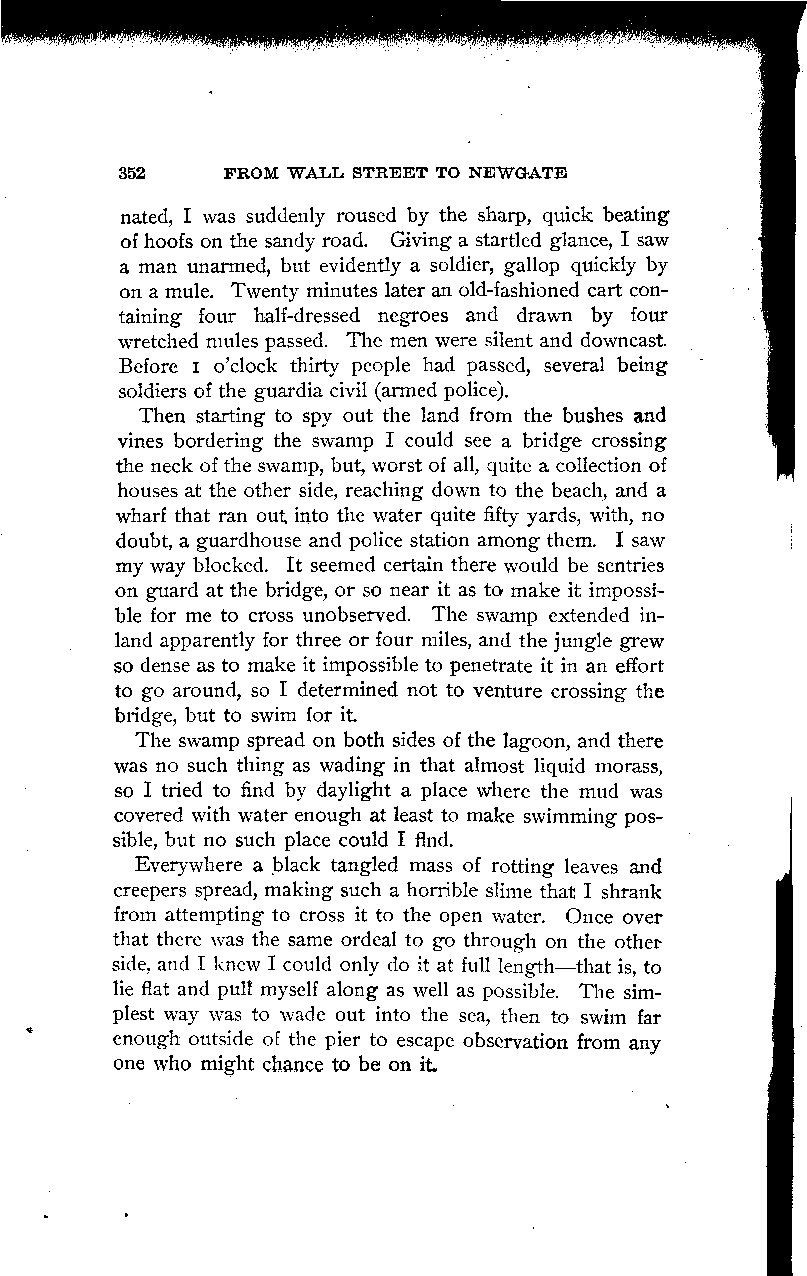 352 FROM WALL STREET TO NEWGATE
nated, I was suddenly roused by the sharp, quick beating
of hoofs on the sandy road. Giving a startled glance, I saw
a man unarmed, but evidently a soldier, gallop quickly by
on a mule. Twenty minutes later an old-fashioned cart con-
taining four half-dressed negroes and drawn by four
wretched mules passed. The men were silent and downcast.
Before 1 o'clock thirty people had passed, several being
soldiers of the guardia civil (armed police).
Then starting to spy out the land from the bushes and
vines bordering the swamp I could see a bridge crossing
the neck of the swamp, but, worst of all, quite a collection of
houses at the other side, reaching down to the beach, and a
wharf that ran out into the water quite fifty yards, with, no
doubt, a guardhouse and police station among them. I saw
my way blocked. It seemed certain there would be sentries
on guard at the bridge, or so near it as to make it impossi-
ble for me to cross unobserved. The swamp extended in-
land apparently for three or four miles, and the jungle grew
so dense as to make it impossible to penetrate it in an effort
to go around, so I determined not to venture crossing the
bridge, but to swim for it.
The swamp spread on both sides of the lagoon, and there
was no such thing as wading in that almost liquid morass,
so I tried to find by daylight a place where the mud was
covered with water enough at least to make swimming pos-
sible, but no such place could I find.
Everywhere a black tangled mass of rotting leaves and
creepers spread, making such a horrible slime that I shrank
from attempting to cross it to the open water. Once over
that there was the same ordeal to go through on the other
side, and I knew I could only do it at full length—that is, to
lie flat and pull myself along as well as possible. The sim-
plest way was to wade out into the sea, then to swim far
enough outside of the pier to escape observation from any
one who might chance to be on it.